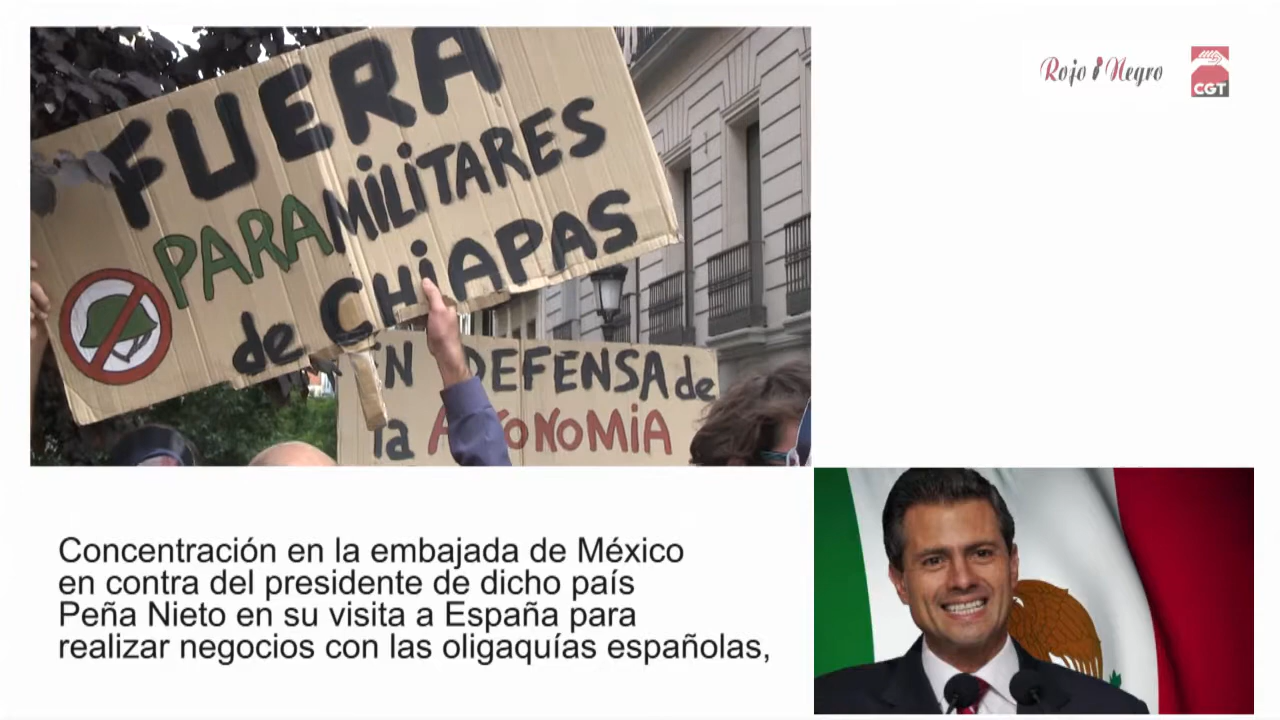 FUERA
PARAMiLiTARES
de CHiAPAS
EN DEFENSA de
la
Rojo Negro
CGT
Concentración en la embajada de México
en contra del presidente de dicho país
Peña Nieto en su visita a España para
realizar negocios con las oligaquías españolas,